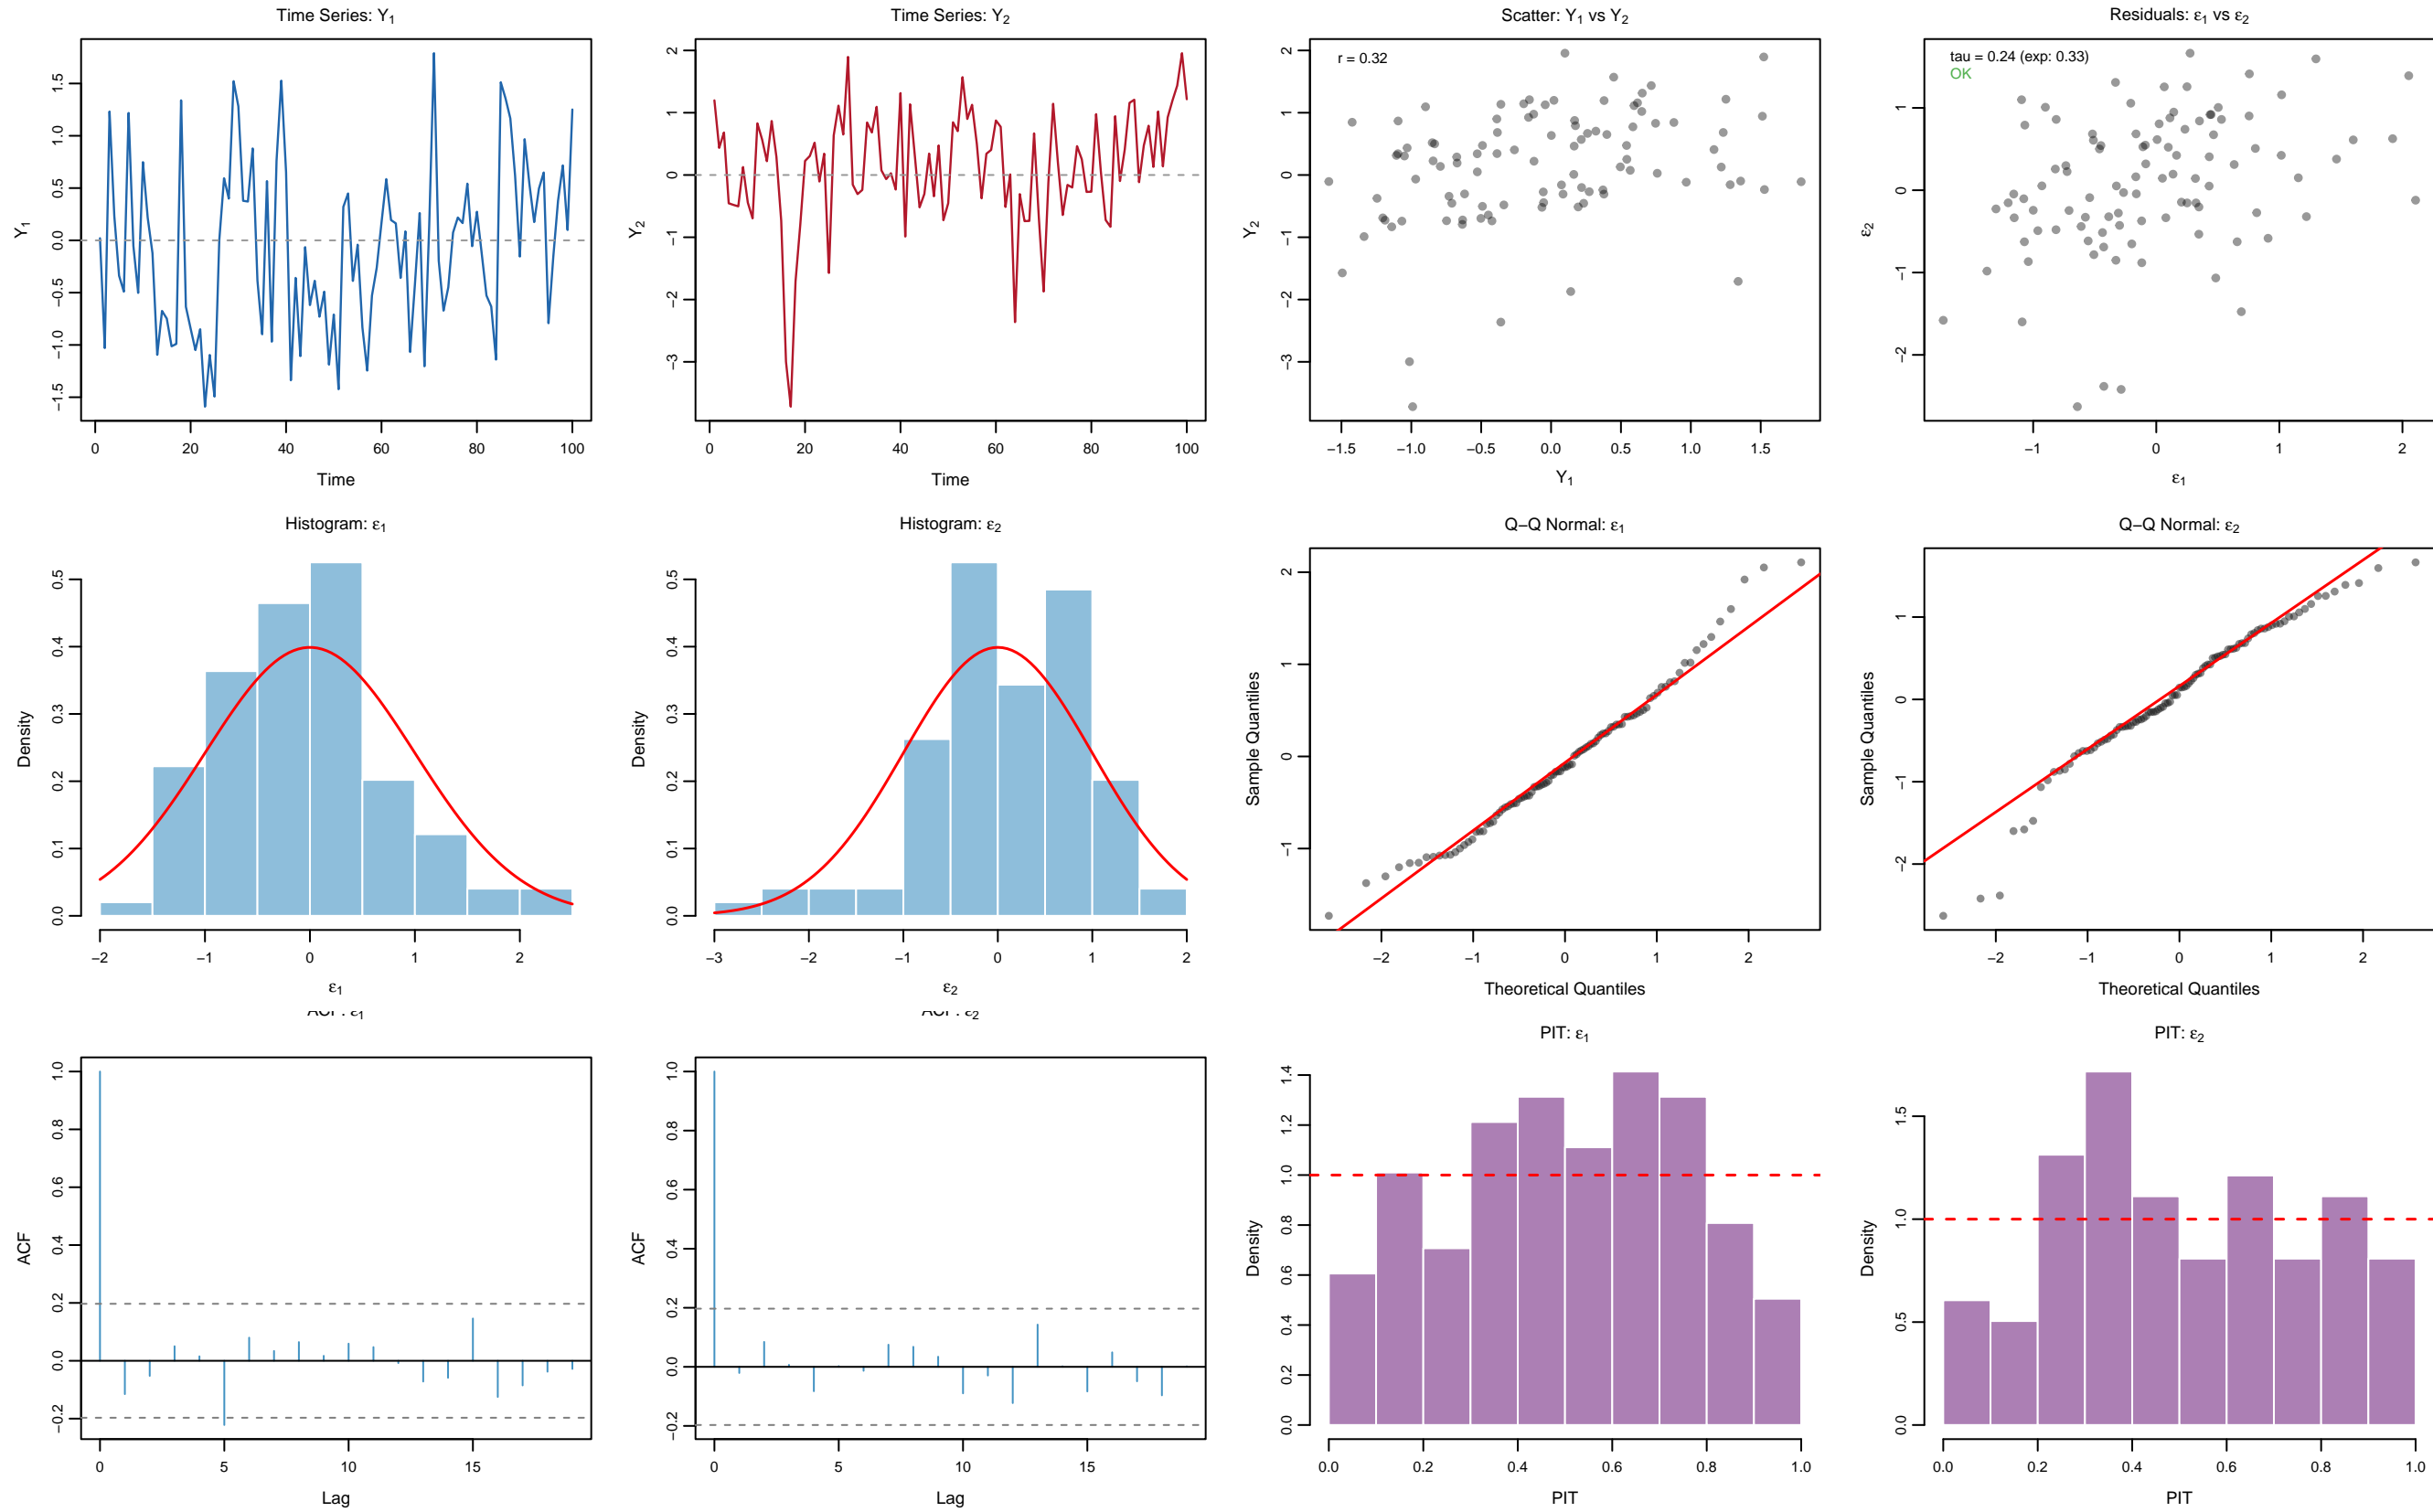 Time Series: Y₁
Y₁
−1.5 −1.0 −0.5 0.0 0.5 1.0 1.5
0 20 40 60 80 100
Time
Time Series: Y₂
Y₂
−3 −2 −1 0 1 2
0 20 40 60 80 100
Time
Scatter: Y₁ vs Y₂
r = 0.32
Y₂
−3 −2 −1 0 1 2
−1.5 −1.0 −0.5 0.0 0.5 1.0 1.5
Y₁
Residuals: ε₁ vs ε₂
tau = 0.24 (exp: 0.33)
OK
ε₂
−2 −1 0 1
−1 0 1 2
ε₁
Histogram: ε₁
Density
0.0 0.1 0.2 0.3 0.4 0.5
−2 −1 0 1 2
ε₁
Histogram: ε₂
Density
0.0 0.1 0.2 0.3 0.4 0.5
−3 −2 −1 0 1 2
ε₂
Q−Q Normal: ε₁
Sample Quantiles
−1 0 1 2
−2 −1 0 1 2
Theoretical Quantiles
Q−Q Normal: ε₂
Sample Quantiles
−2 −1 0 1
−2 −1 0 1 2
Theoretical Quantiles
ACF: ε₁
ACF
−0.2 0.0 0.2 0.4 0.6 0.8 1.0
0 5 10 15
Lag
ACF: ε₂
ACF
−0.2 0.0 0.2 0.4 0.6 0.8 1.0
0 5 10 15
Lag
PIT: ε₁
Density
0.0 0.2 0.4 0.6 0.8 1.0 1.2 1.4
0.0 0.2 0.4 0.6 0.8 1.0
PIT
PIT: ε₂
Density
0.0 0.5 1.0 1.5
0.0 0.2 0.4 0.6 0.8 1.0
PIT